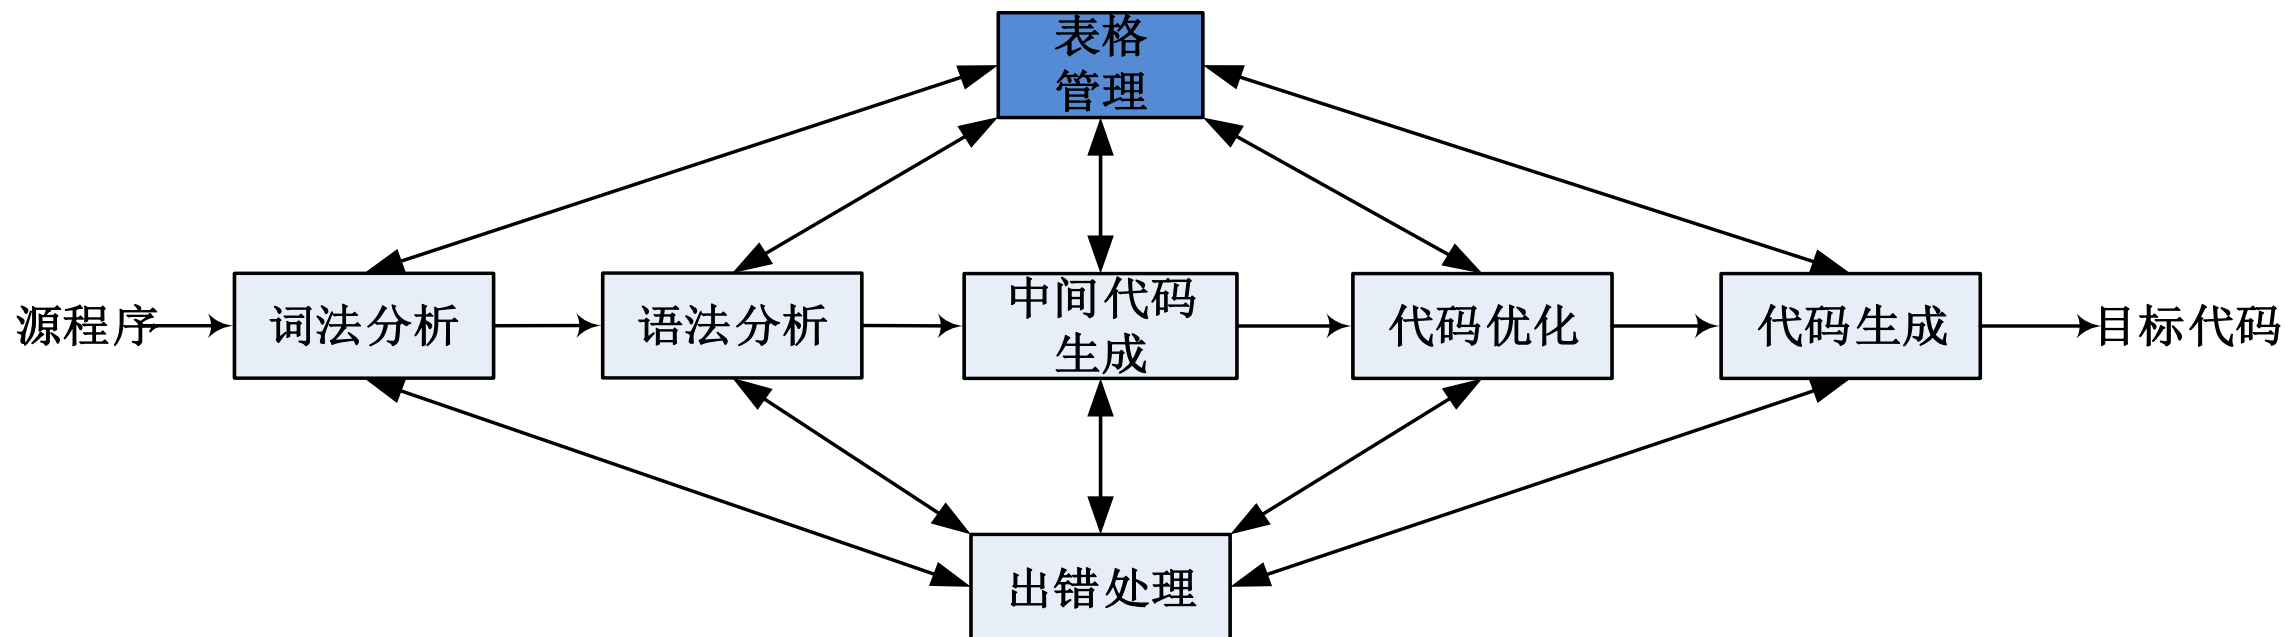 表格
管理
源程序
词法分析
语法分析
中间代码
生成
代码优化
代码生成
目标代码
出错处理